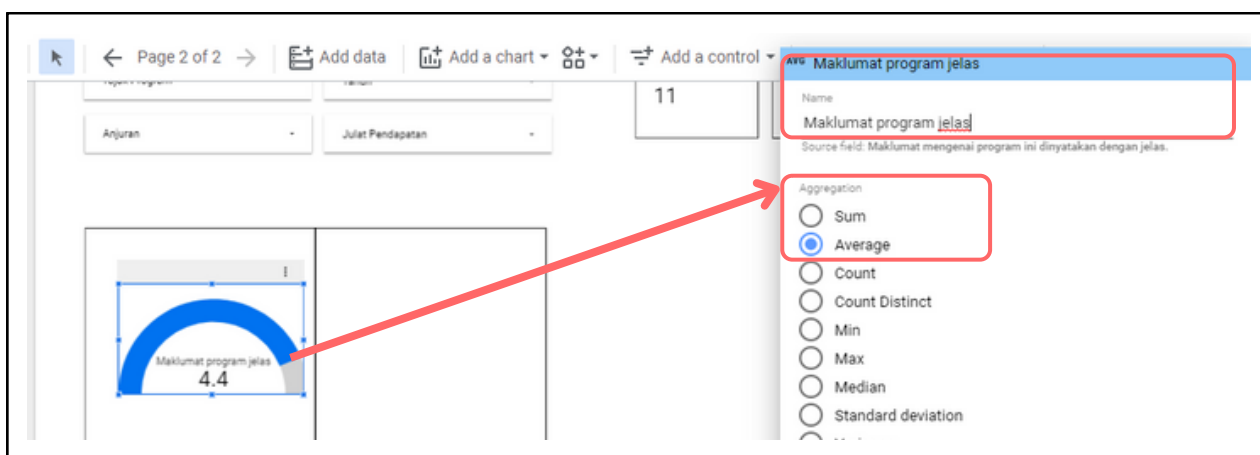 Page 2 of 2 Add data Add a chart Add a control
AVG Maklumat program jelas
Name
Maklumat program jelas
Source field: Maklumat mengenai program ini dinyatakan dengan jelas.
11
Anjuran - Julat Pendapatan -
Aggregation
Sum
Average
Count
Count Distinct
Min
Max
Median
Standard deviation
Maklumat program jelas
4.4